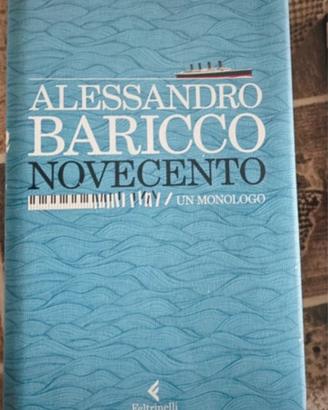 ALESSANDRO
BARICCO
NOVECENTO
UN MONOLOGO
Feltrinelli